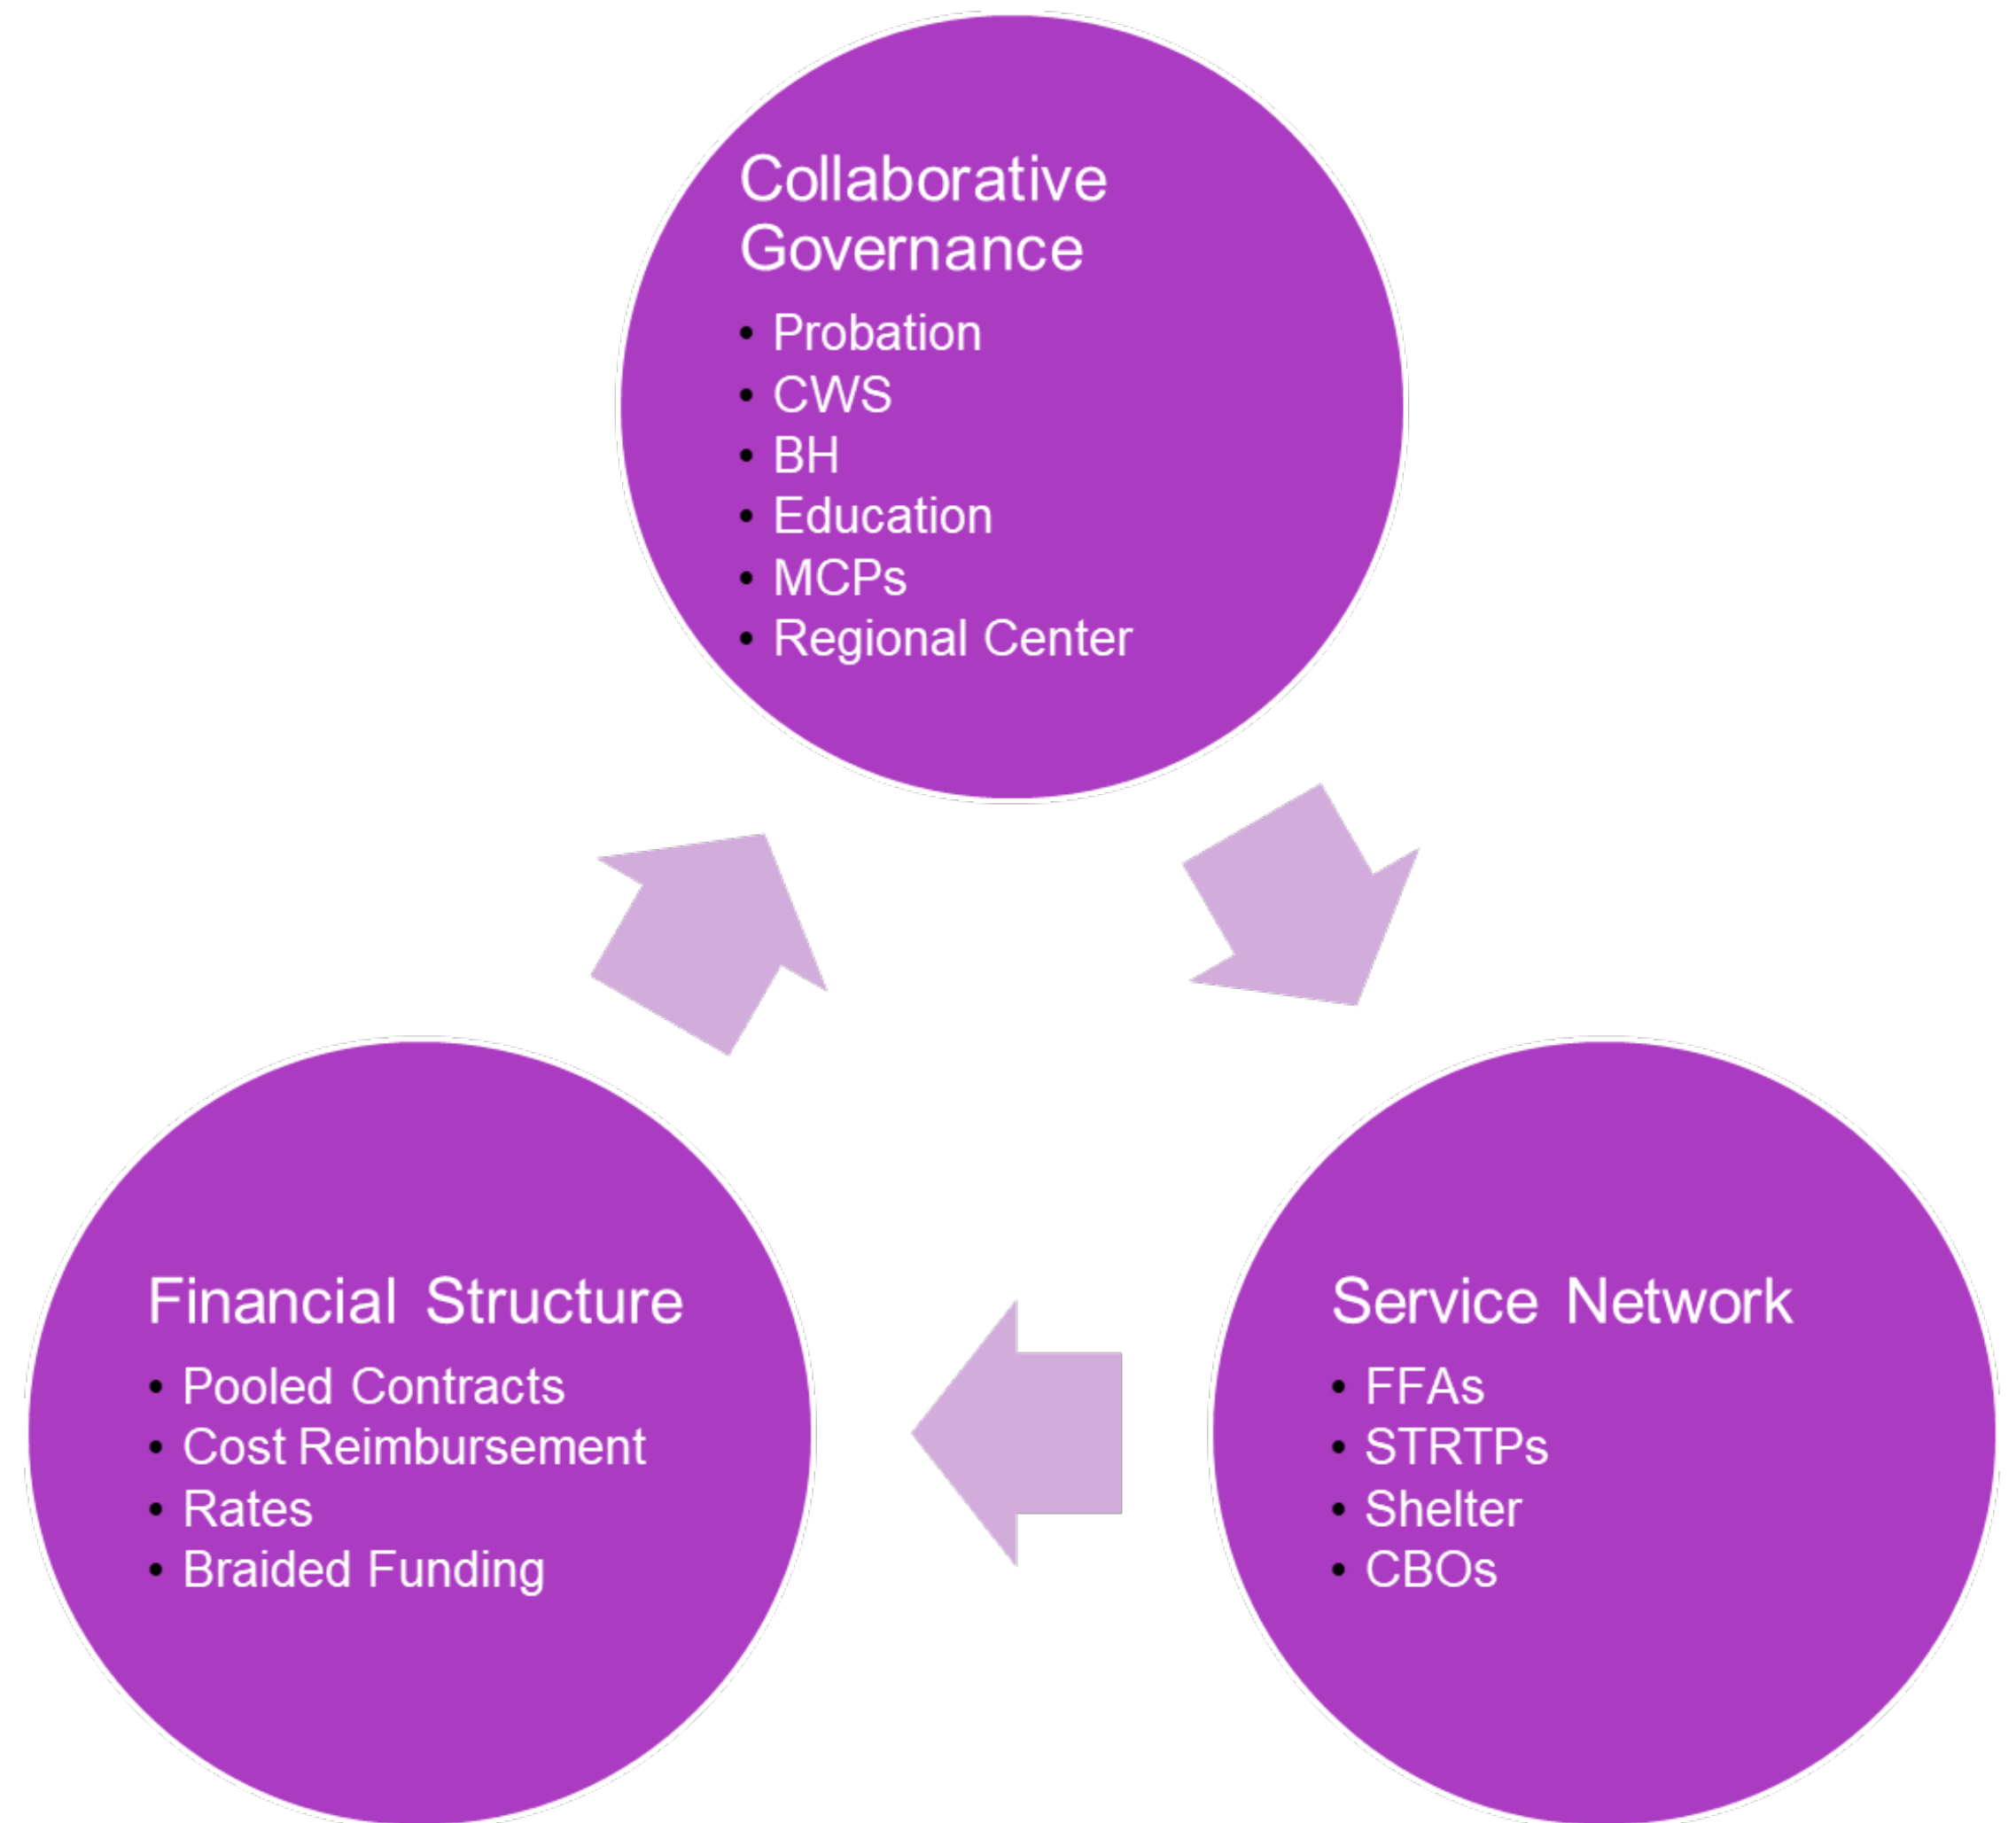 Collaborative
Governance
• Probation
• CWS
• BH
• Education
• MCPs
• Regional Center
Financial Structure
• Pooled Contracts
• Cost Reimbursement
• Rates
• Braided Funding
Service Network
• FFAs
• STRTPs
• Shelter
• CBOs